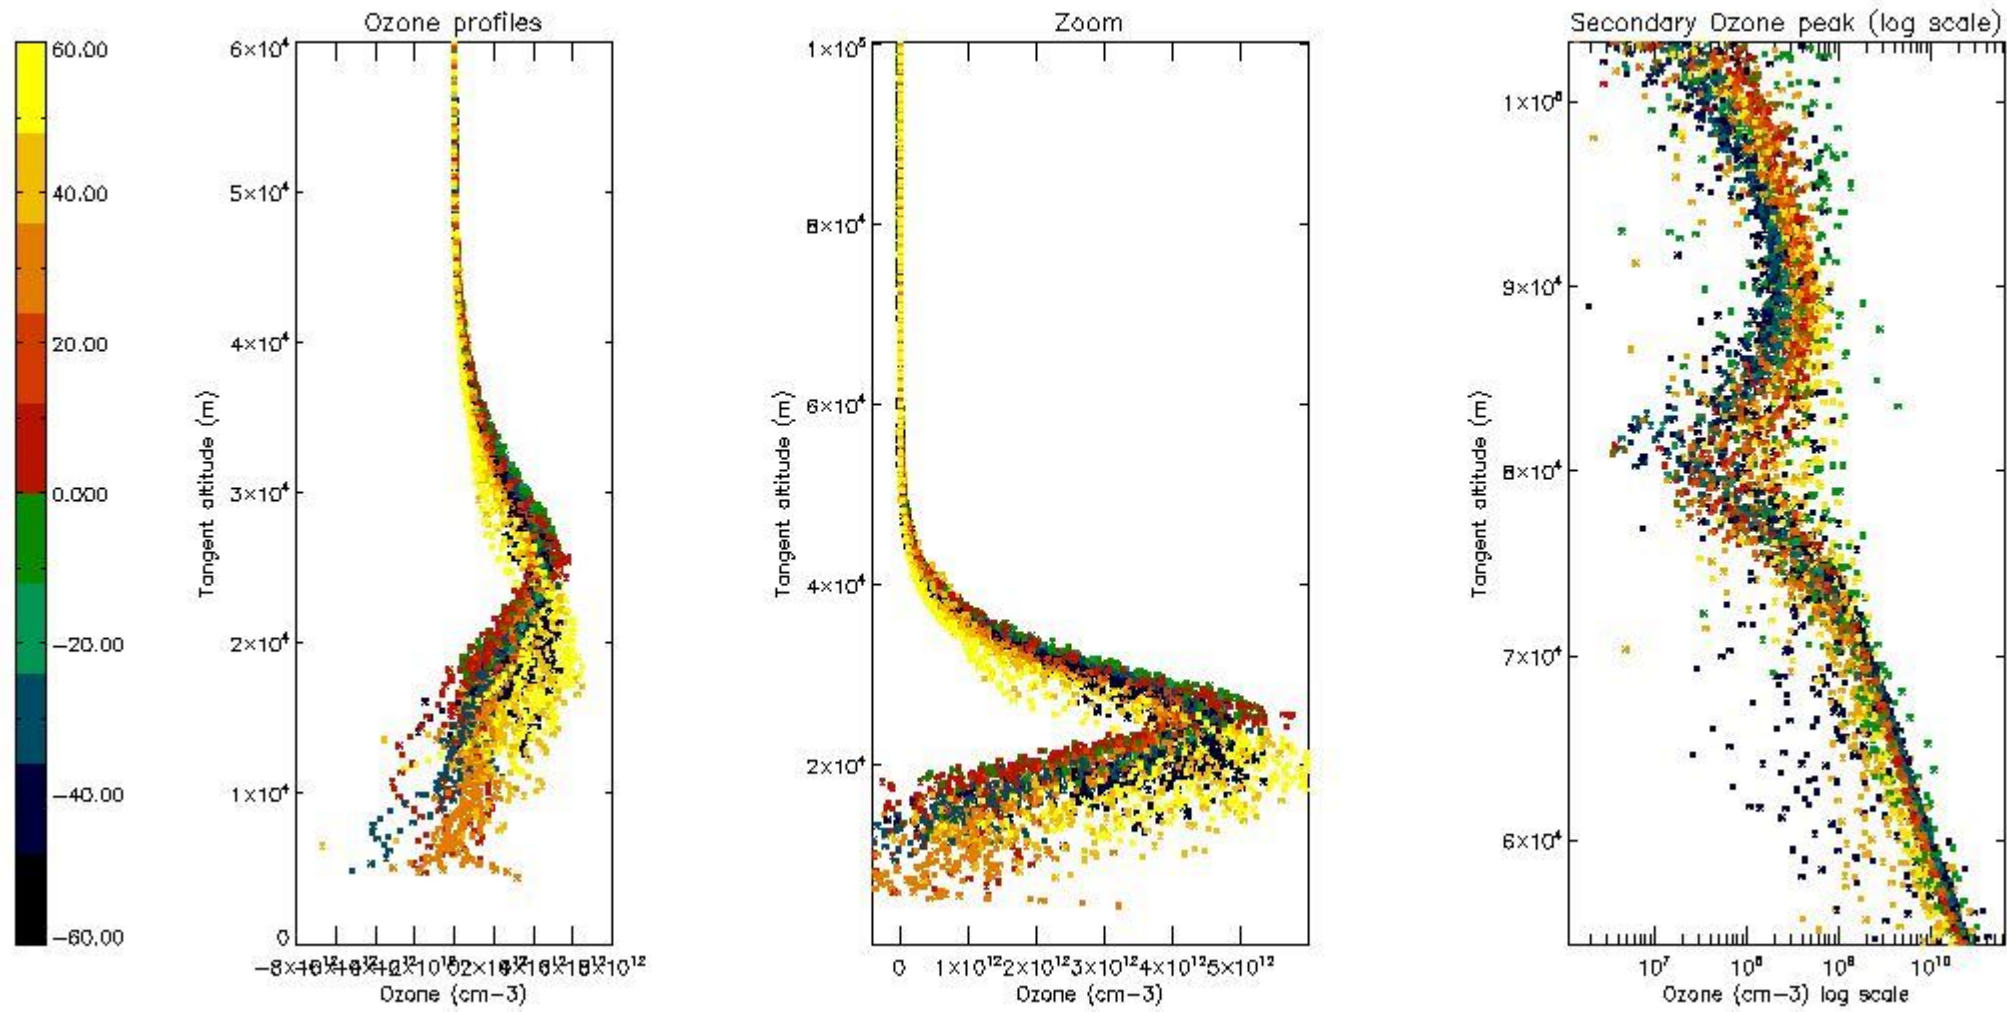 Ozone profiles
Zoom
Secondary Ozone peak (log scale)
60.00
40.00
20.00
0.000
−20.00
−40.00
−60.00
6×10⁴
5×10⁴
4×10⁴
3×10⁴
2×10⁴
1×10⁴
0
Tangent altitude (m)
Ozone (cm−3)
1×10⁵
8×10⁴
6×10⁴
4×10⁴
2×10⁴
Tangent altitude (m)
0 1×10¹² 2×10¹² 3×10¹² 4×10¹² 5×10¹²
Ozone (cm−3)
1×10⁵
9×10⁴
8×10⁴
7×10⁴
6×10⁴
Tangent altitude (m)
10⁷ 10⁸ 10⁹ 10¹⁰
Ozone (cm−3) log scale